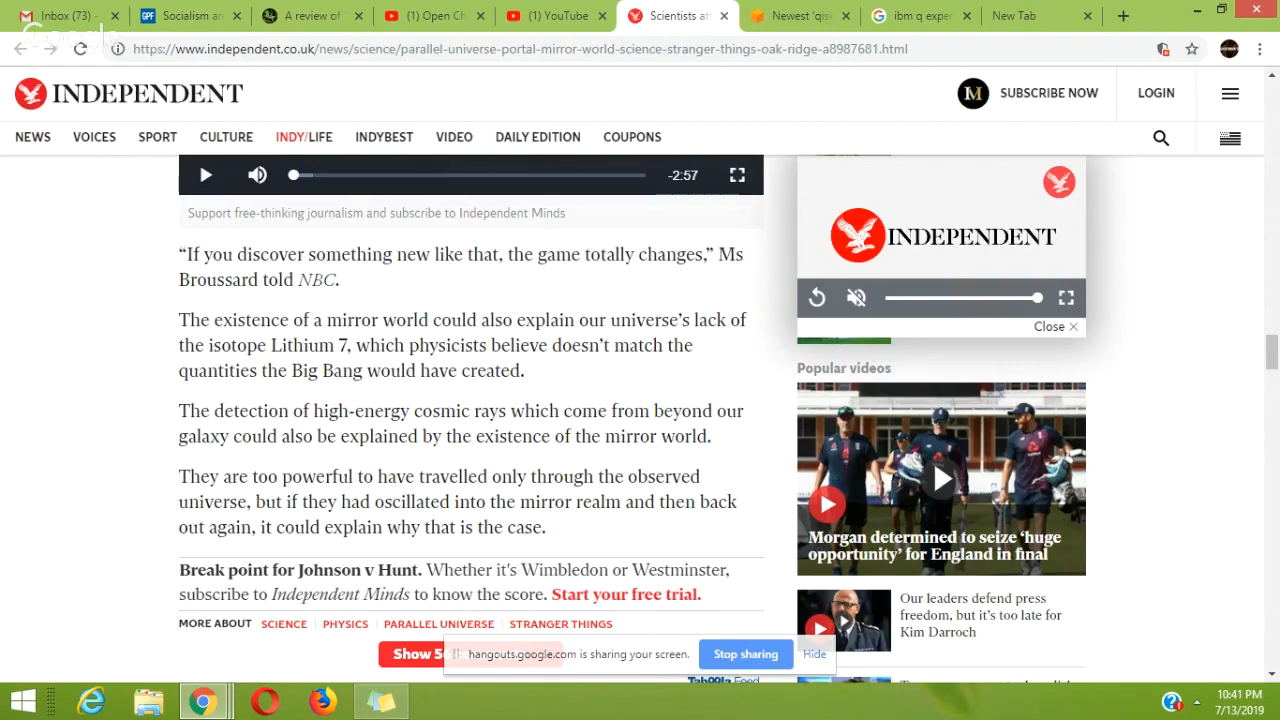 Inbox (73)
GPF Socialism at
A review of
(1) Open C
(1) YouTube
Scientists at
Newest 'qis
ibm q exper
New Tab
https://www.independent.co.uk/news/science/parallel-universe-portal-mirror-world-science-stranger-things-oak-ridge-a8987681.html
INDEPENDENT
SUBSCRIBE NOW
LOGIN
NEWS VOICES SPORT CULTURE INDY/LIFE INDYBEST VIDEO DAILY EDITION COUPONS
-2:57
Support free-thinking journalism and subscribe to Independent Minds
“If you discover something new like that, the game totally changes,” Ms
Broussard told NBC.
The existence of a mirror world could also explain our universe’s lack of
the isotope Lithium 7, which physicists believe doesn’t match the
quantities the Big Bang would have created.
The detection of high-energy cosmic rays which come from beyond our
galaxy could also be explained by the existence of the mirror world.
They are too powerful to have travelled only through the observed
universe, but if they had oscillated into the mirror realm and then back
out again, it could explain why that is the case.
Break point for Johnson v Hunt. Whether it's Wimbledon or Westminster,
subscribe to Independent Minds to know the score. Start your free trial.
MORE ABOUT SCIENCE PHYSICS PARALLEL UNIVERSE STRANGER THINGS
Show
INDEPENDENT
Close ×
Popular videos
Morgan determined to seize ‘huge
opportunity’ for England in final
Our leaders defend press
freedom, but it’s too late for
Kim Darroch
hangouts.google.com is sharing your screen.
Stop sharing
Hide
Taboola Feed
10:41 PM
7/13/2019